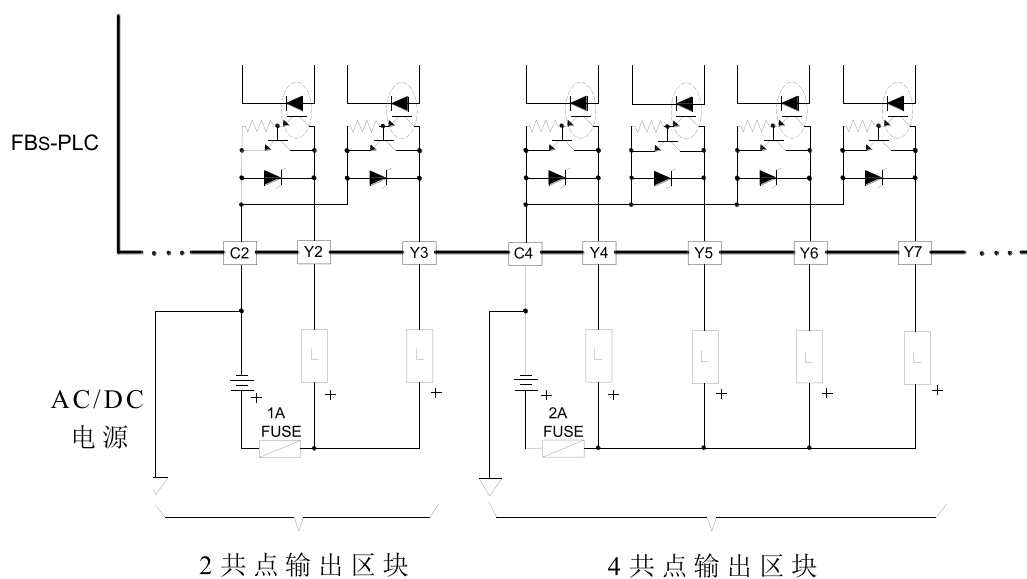 FBs-PLC
C2 Y2 Y3 C4 Y4 Y5 Y6 Y7
L L L L L L
AC/DC
电源
+ + + + + + + +
1A
FUSE
2A
FUSE
2共点输出区块
4共点输出区块